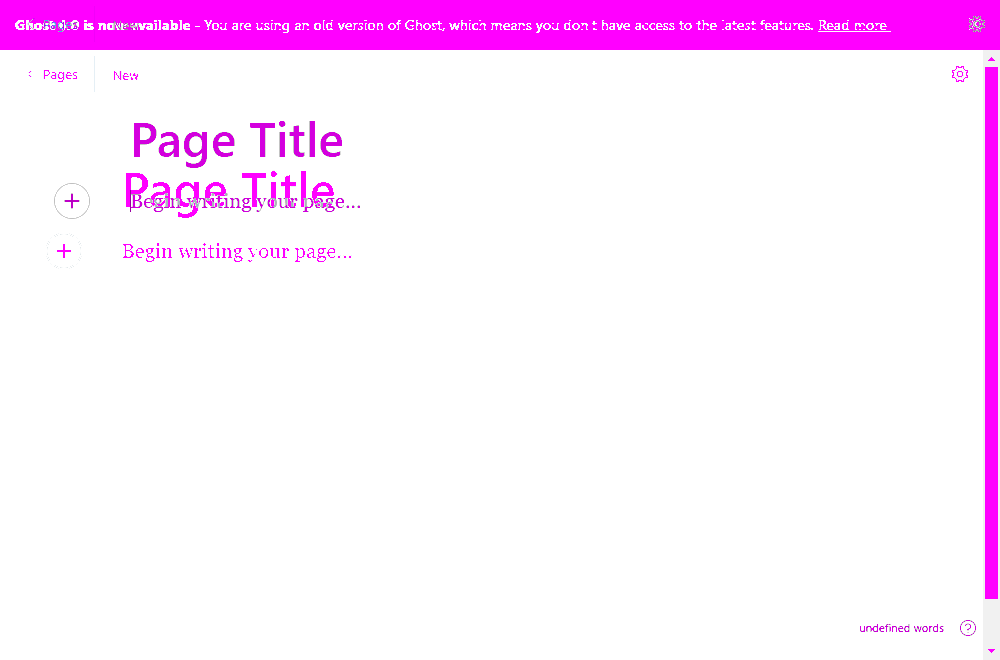 Ghost 4.0 is now available - You are using an old version of Ghost, which means you don't have access to the latest features. Read more
Pages New
Page Title
Page Title
Begin writing your page...
Begin writing your page...
undefined words